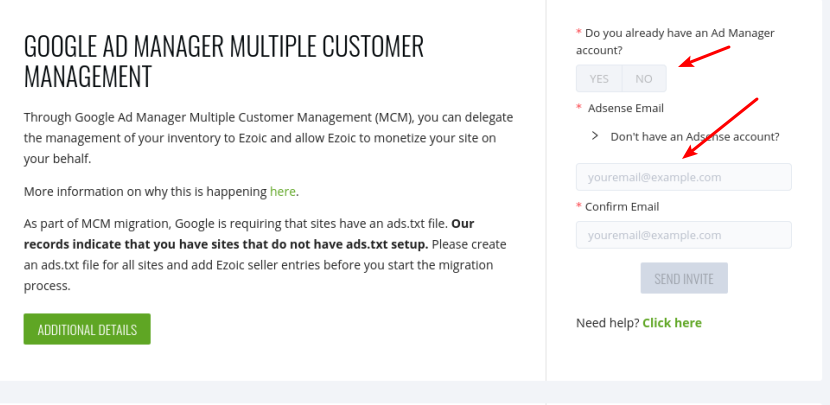 GOOGLE AD MANAGER MULTIPLE CUSTOMER
MANAGEMENT
Through Google Ad Manager Multiple Customer Management (MCM), you can delegate
the management of your inventory to Ezoic and allow Ezoic to monetize your site on
your behalf.
More information on why this is happening here.
As part of MCM migration, Google is requiring that sites have an ads.txt file. Our
records indicate that you have sites that do not have ads.txt setup. Please create
an ads.txt file for all sites and add Ezoic seller entries before you start the migration
process.
ADDITIONAL DETAILS
* Do you already have an Ad Manager
account?
YES NO
* Adsense Email
> Don't have an Adsense account?
youremail@example.com
* Confirm Email
youremail@example.com
SEND INVITE
Need help? Click here